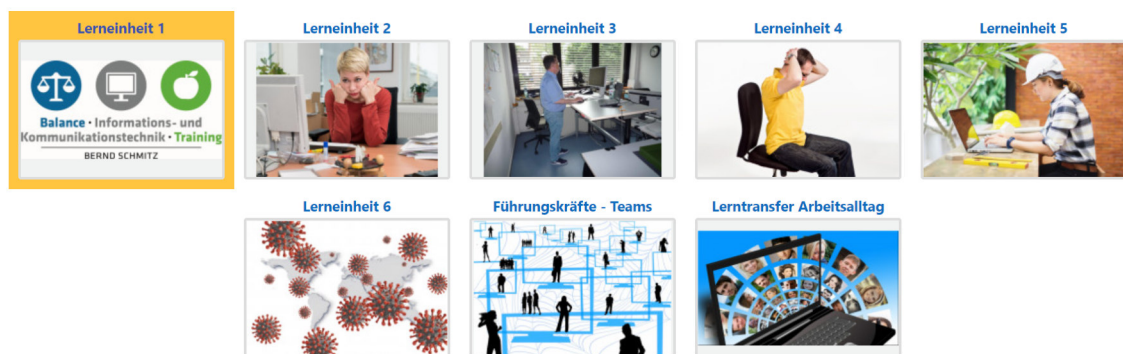 Lerneinheit 1
Lerneinheit 2
Lerneinheit 3
Lerneinheit 4
Lerneinheit 5
Balance · Informations- und
Kommunikationstechnik · Training
BERND SCHMITZ
Lerneinheit 6
Führungskräfte - Teams
Lerntransfer Arbeitsalltag